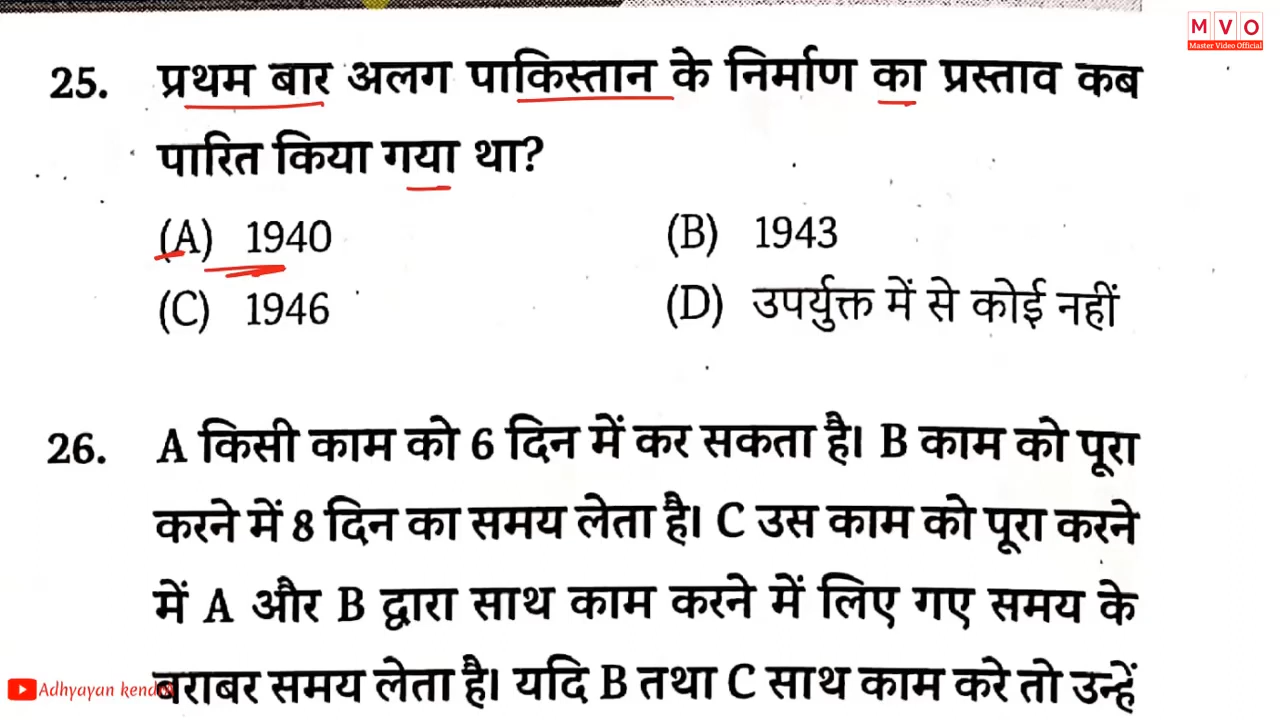 M V O
Master Video Official
25. प्रथम बार अलग पाकिस्तान के निर्माण का प्रस्ताव कब
पारित किया गया था?
(A) 1940 (B) 1943
(C) 1946 (D) उपर्युक्त में से कोई नहीं
26. A किसी काम को 6 दिन में कर सकता है। B काम को पूरा
करने में 8 दिन का समय लेता है। C उस काम को पूरा करने
में A और B द्वारा साथ काम करने में लिए गए समय के
बराबर समय लेता है। यदि B तथा C साथ काम करे तो उन्हें
Adhyayan kendra